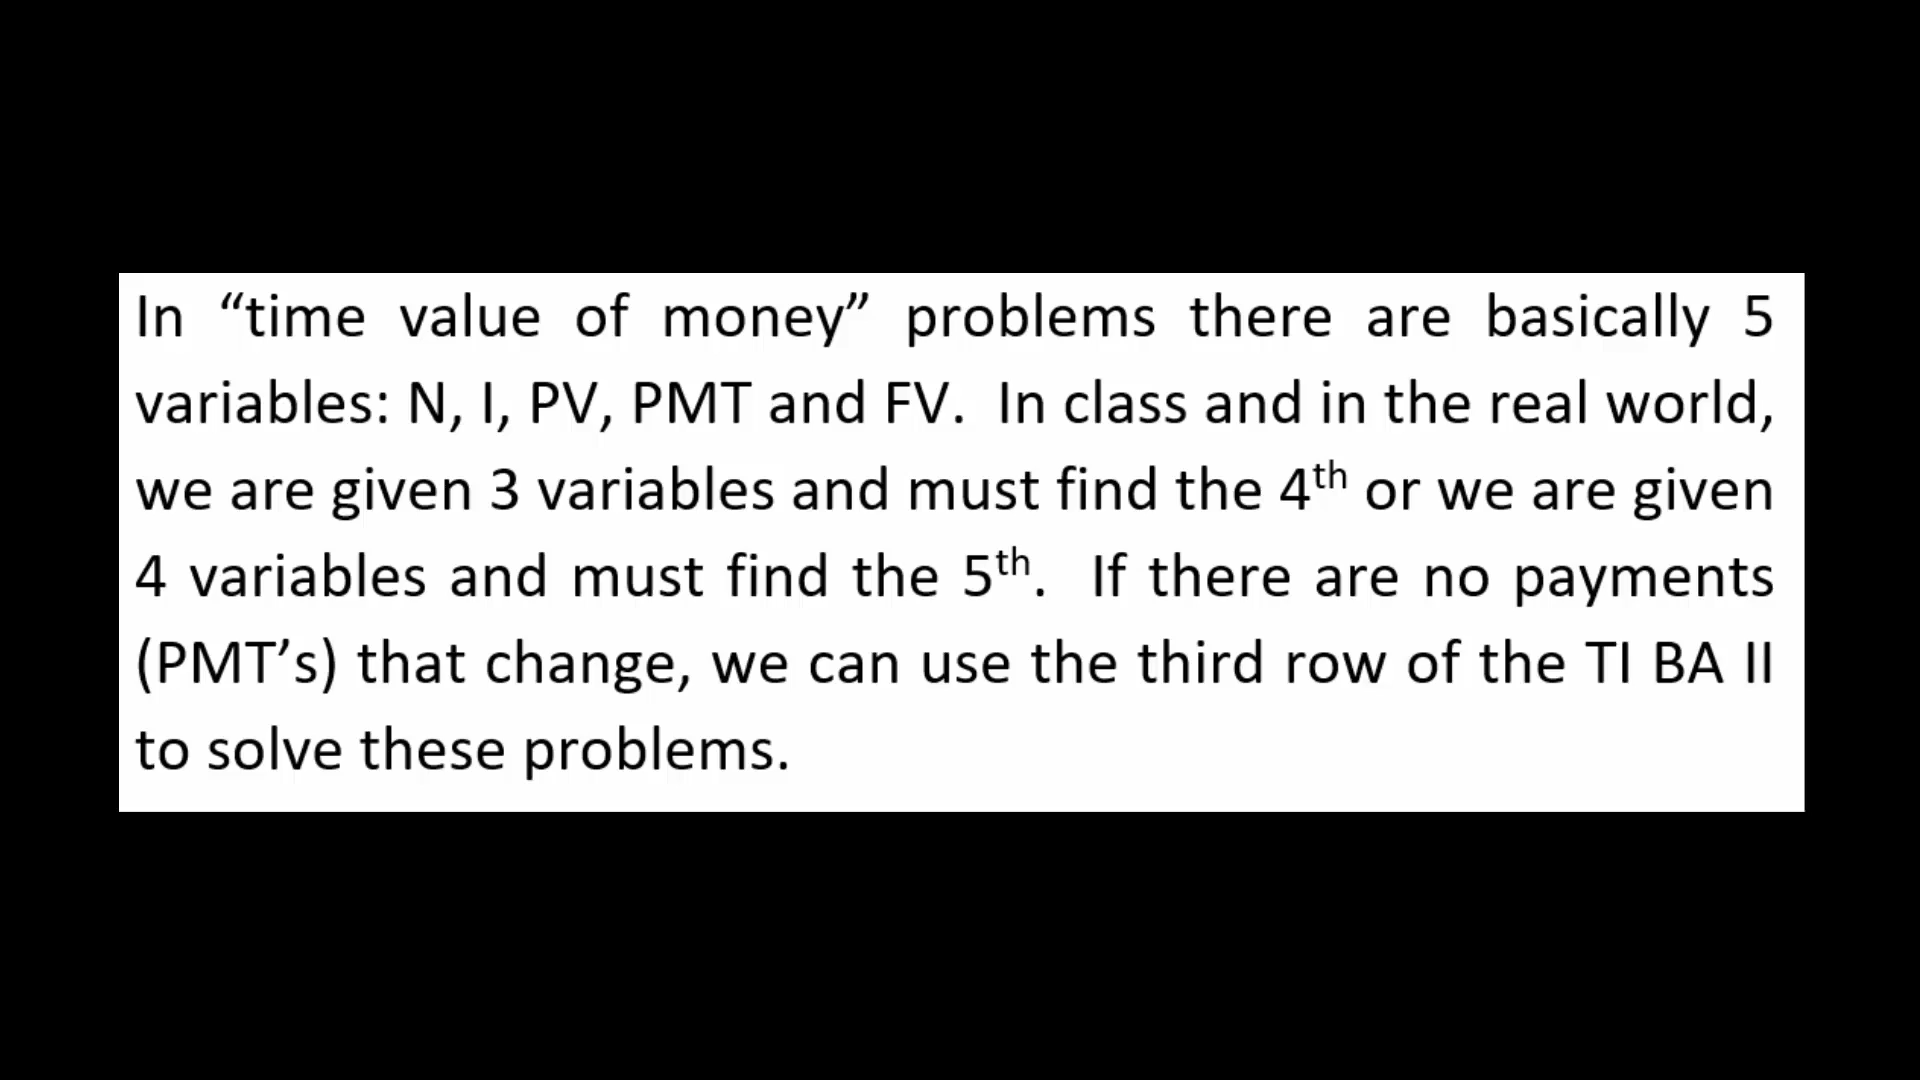 In “time value of money” problems there are basically 5
variables: N, I, PV, PMT and FV.  In class and in the real world,
we are given 3 variables and must find the 4th or we are given
4 variables and must find the 5th.  If there are no payments
(PMT’s) that change, we can use the third row of the TI BA II
to solve these problems.